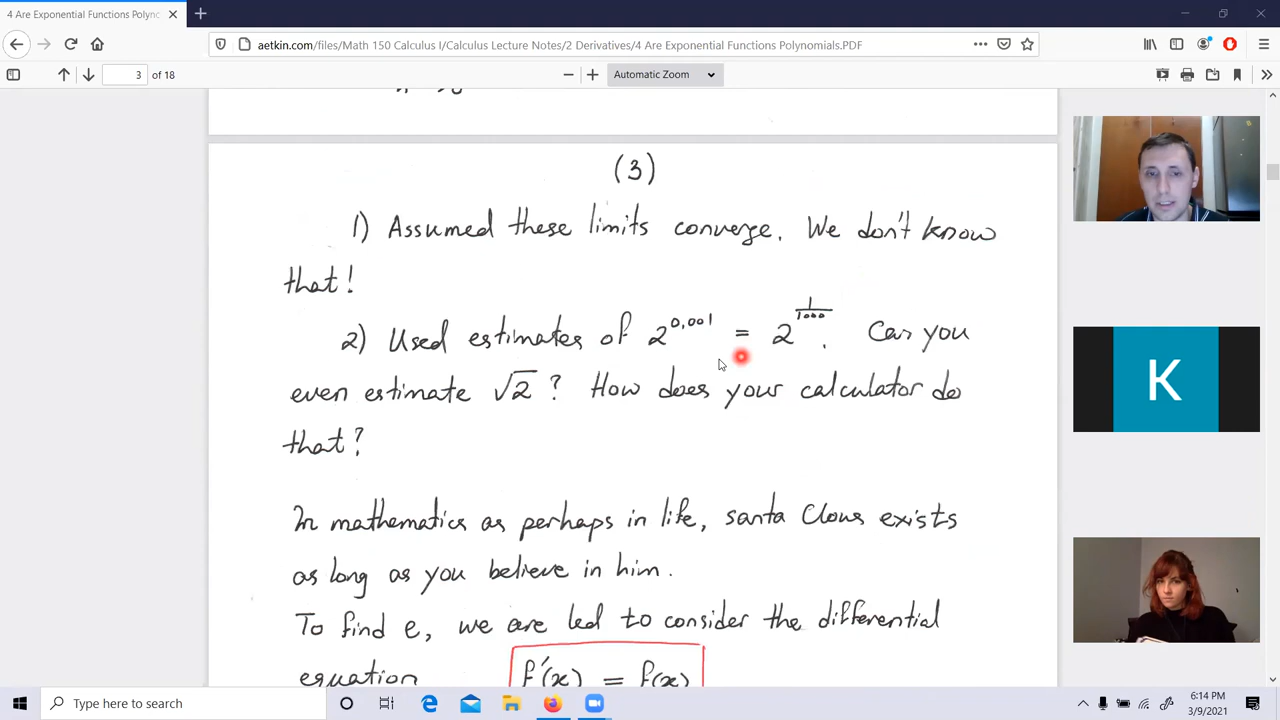 4 Are Exponential Functions Polync
aetkin.com/files/Math 150 Calculus I/Calculus Lecture Notes/2 Derivatives/4 Are Exponential Functions Polynomials.PDF
3 of 18
Automatic Zoom
(3)
1) Assumed these limits converge. We don't know
that!
2) Used estimates of 2^0,001 = 2^1/1000. Can you
even estimate √2? How does your calculator do
that?
In mathematics as perhaps in life, santa Claus exists
as long as you believe in him.
To find e, we are led to consider the differential
equation f'(x) = f(x)
K
Type here to search
6:14 PM
3/9/2021